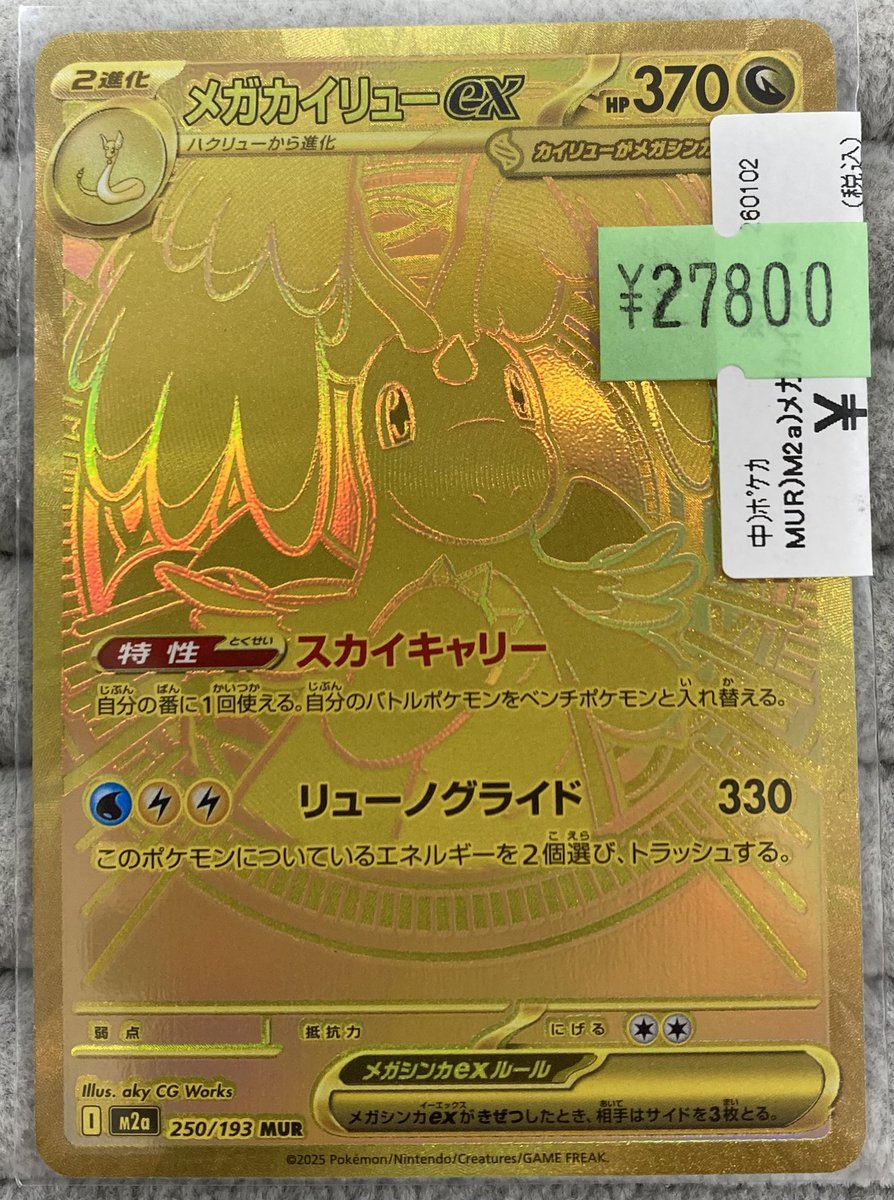 2進化
メガカイリューex
HP370
ハクリューから進化
カイリューがメガシンカ
(税込)
260102
¥27800
¥
中)ﾎﾟｹｶ
MUR)M2a)メガ
特性 とくせい
スカイキャリー
じぶん ばん かいつか じぶん い か
自分の番に1回使える。自分のバトルポケモンをベンチポケモンと入れ替える。
リューノグライド 330
こ えら
このポケモンについているエネルギーを2個選び、トラッシュする。
弱点 抵抗力 にげる
メガシンカexルール
イーエックス あいて まい
メガシンカexがきぜつしたとき、相手はサイドを3枚とる。
Illus. aky CG Works
I m2a 250/193 MUR
©2025 Pokémon/Nintendo/Creatures/GAME FREAK.